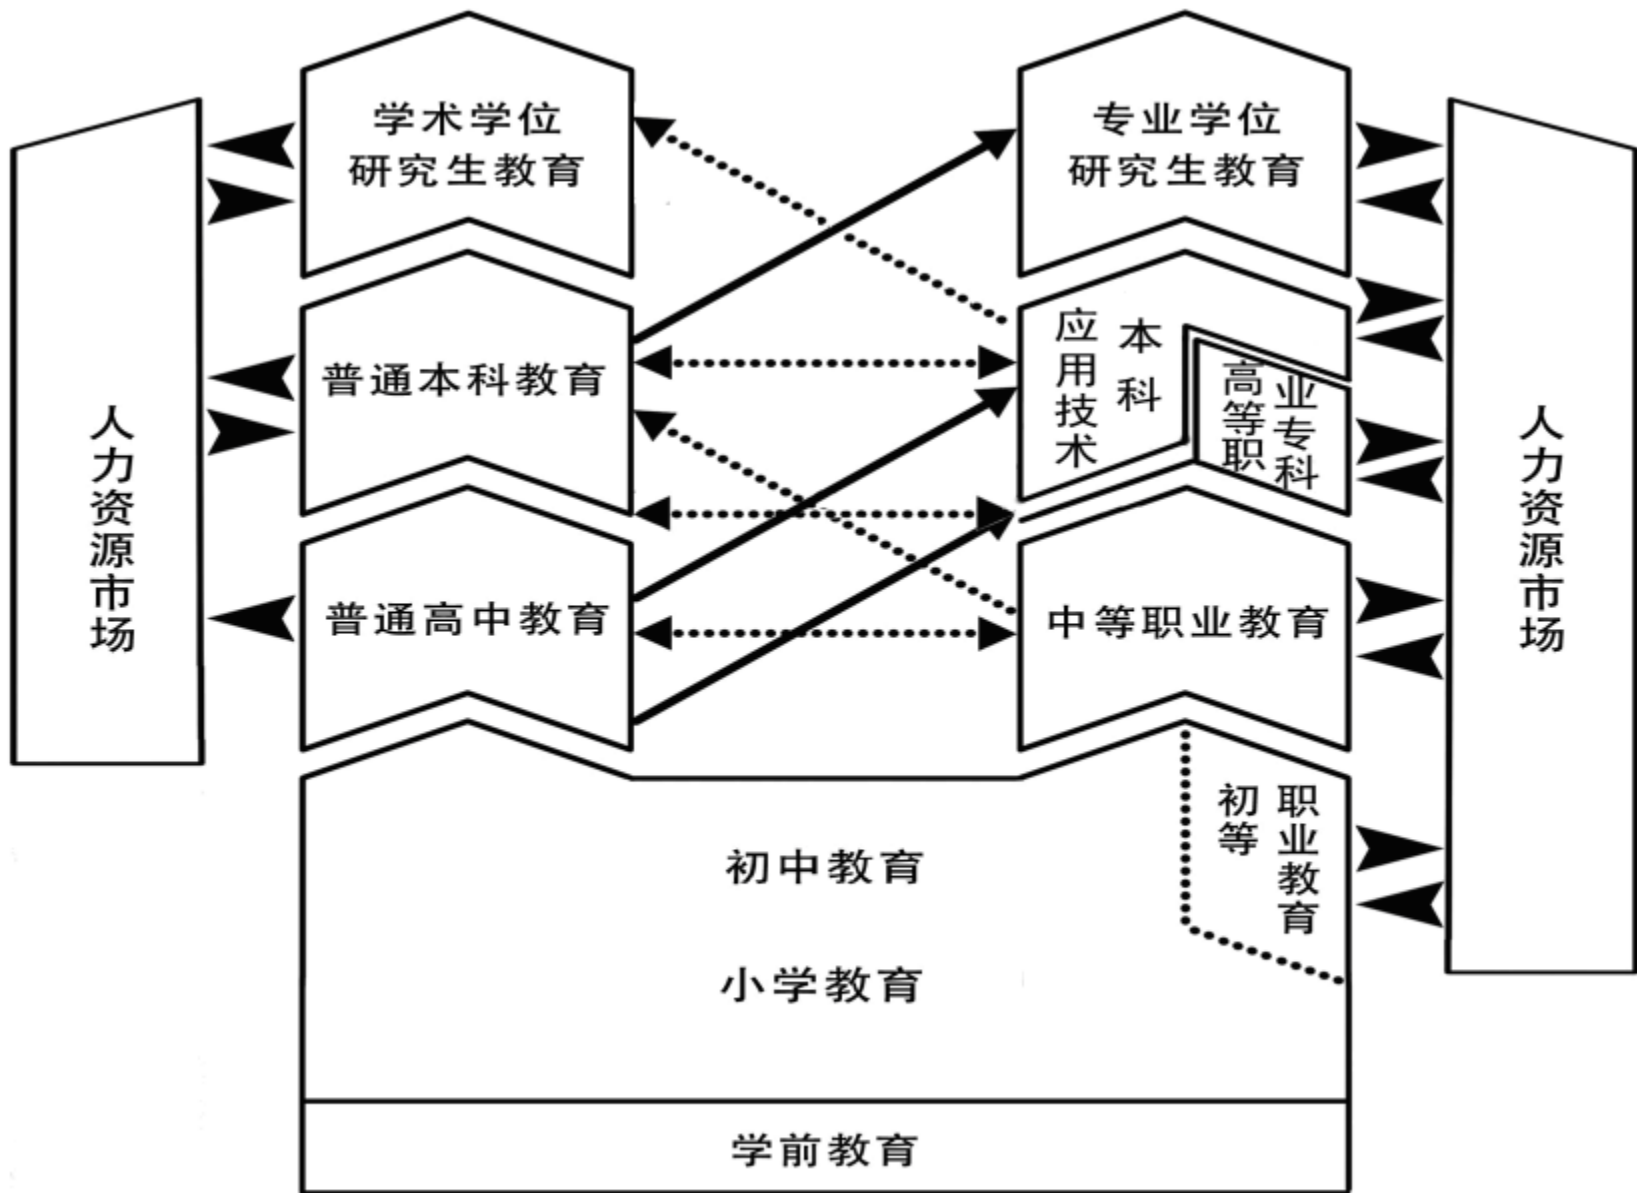 学术学位
研究生教育
专业学位
研究生教育
普通本科教育
应用技术
本科
高等职
业专科
人力资源市场
人力资源市场
普通高中教育
中等职业教育
初等
职业教育
初中教育
小学教育
学前教育